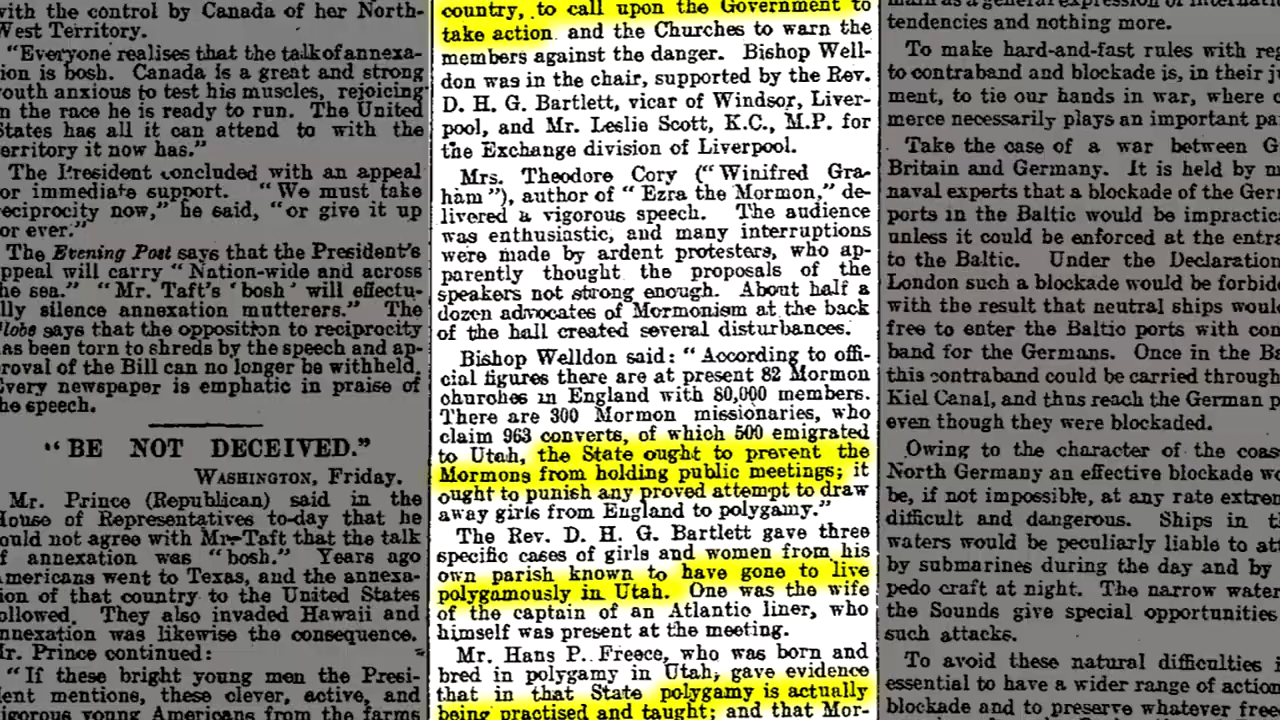 with the control by Canada of her North-
West Territory.
"Everyone realises that the talk of annexa-
ion is bosh. Canada is a great and strong
outh anxious to test his muscles, rejoicing
n the race he is ready to run. The United
States has all it can attend to with the
erritory it now has."
The President concluded with an appeal
or immediate support. "We must take
eciprocity now," he said, "or give it up
or ever."
The Evening Post says that the President's
ppeal will carry "Nation-wide and across
he sea." "Mr. Taft's 'bosh' will effectu-
lly silence annexation mutterers." The
lobe says that the opposition to reciprocity
as been torn to shreds by the speech and ap-
roval of the Bill can no longer be withheld.
Every newspaper is emphatic in praise of
he speech.
"BE NOT DECEIVED."
WASHINGTON, Friday.
Mr. Prince (Republican) said in the
House of Representatives to-day that he
ould not agree with Mr. Taft that the talk
f annexation was "bosh." Years ago
Americans went to Texas, and the annexa-
ion of that country to the United States
ollowed. They also invaded Hawaii and
nnexation was likewise the consequence.
Mr. Prince continued:
"If these bright young men the Presi-
dent mentions, these clever, active, and
igorous young Americans from the farms
country, to call upon the Government to
take action and the Churches to warn the
members against the danger. Bishop Well-
don was in the chair, supported by the Rev.
D. H. G. Bartlett, vicar of Windsor, Liver-
pool, and Mr. Leslie Scott, K.C., M.P. for
the Exchange division of Liverpool.
Mrs. Theodore Cory ("Winifred Gra-
ham"), author of "Ezra the Mormon," de-
livered a vigorous speech. The audience
was enthusiastic, and many interruptions
were made by ardent protesters, who ap-
parently thought the proposals of the
speakers not strong enough. About half a
dozen advocates of Mormonism at the back
of the hall created several disturbances.
Bishop Welldon said: "According to offi-
cial figures there are at present 82 Mormon
churches in England with 80,000 members.
There are 300 Mormon missionaries, who
claim 963 converts, of which 500 emigrated
to Utah, the State ought to prevent the
Mormons from holding public meetings; it
ought to punish any proved attempt to draw
away girls from England to polygamy."
The Rev. D. H. G. Bartlett gave three
specific cases of girls and women from his
own parish known to have gone to live
polygamously in Utah. One was the wife
of the captain of an Atlantic liner, who
himself was present at the meeting.
Mr. Hans P. Freece, who was born and
bred in polygamy in Utah, gave evidence
that in that State polygamy is actually
being practised and taught; and that Mor-
tendencies and nothing more.
To make hard-and-fast rules with reg
to contraband and blockade is, in their ju
ment, to tie our hands in war, where c
merce necessarily plays an important pa
Take the case of a war between G
Britain and Germany. It is held by m
naval experts that a blockade of the Ger
ports in the Baltic would be impractic
unless it could be enforced at the entra
to the Baltic. Under the Declaration
London such a blockade would be forbid
with the result that neutral ships woul
free to enter the Baltic ports with con
band for the Germans. Once in the Ba
this contraband could be carried through
Kiel Canal, and thus reach the German p
even though they were blockaded.
Owing to the character of the coas
North Germany an effective blockade wo
be, if not impossible, at any rate extrem
difficult and dangerous. Ships in t
waters would be peculiarly liable to att
by submarines during the day and by
pedo craft at night. The narrow water
the Sounds give special opportunities
such attacks.
To avoid these natural difficulties i
essential to have a wider range of action
blockade and to preserve whatever free